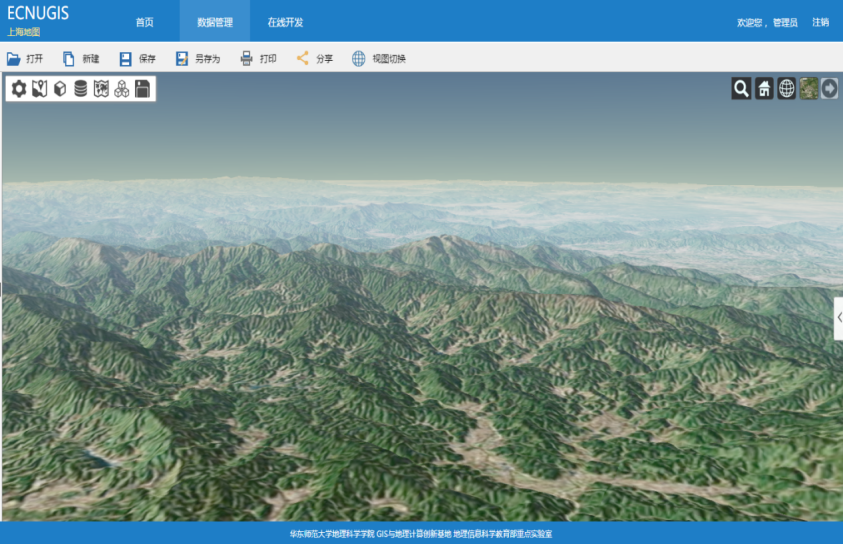 ECNUGIS
上海地图
首页 数据管理 在线开发 欢迎您， 管理员 注销
打开 新建 保存 另存为 打印 分享 视图切换
华东师范大学地理科学学院 GIS与地理计算创新基地 地理信息科学教育部重点实验室